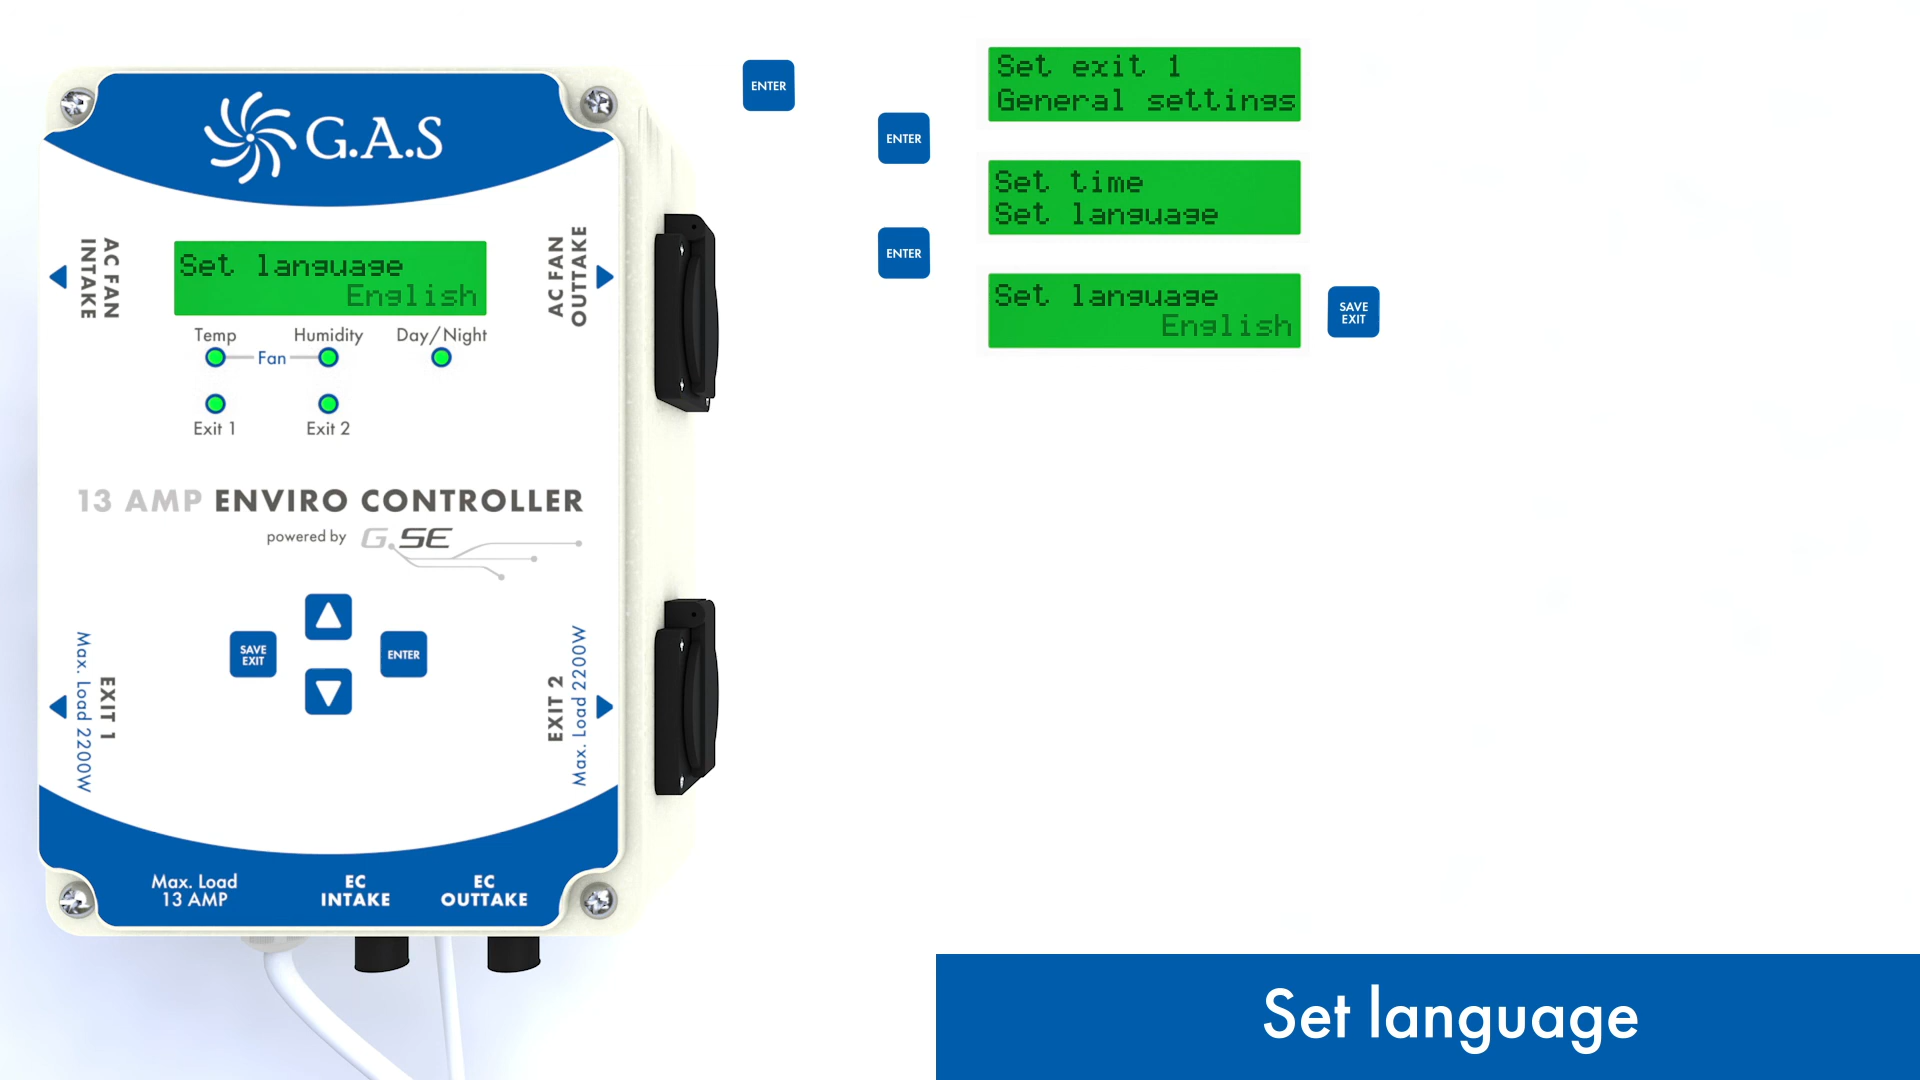 G.A.S
AC FAN
INTAKE
AC FAN
OUTTAKE
Set language
English
Temp
Humidity
Day/Night
Fan
Exit 1
Exit 2
13 AMP ENVIRO CONTROLLER
powered by G.SE
SAVE
EXIT
ENTER
EXIT 1
Max. Load 2200W
EXIT 2
Max. Load 2200W
Max. Load
13 AMP
EC
INTAKE
EC
OUTTAKE
ENTER
Set exit 1
General settings
ENTER
Set time
Set language
ENTER
Set language
English
SAVE
EXIT
Set language